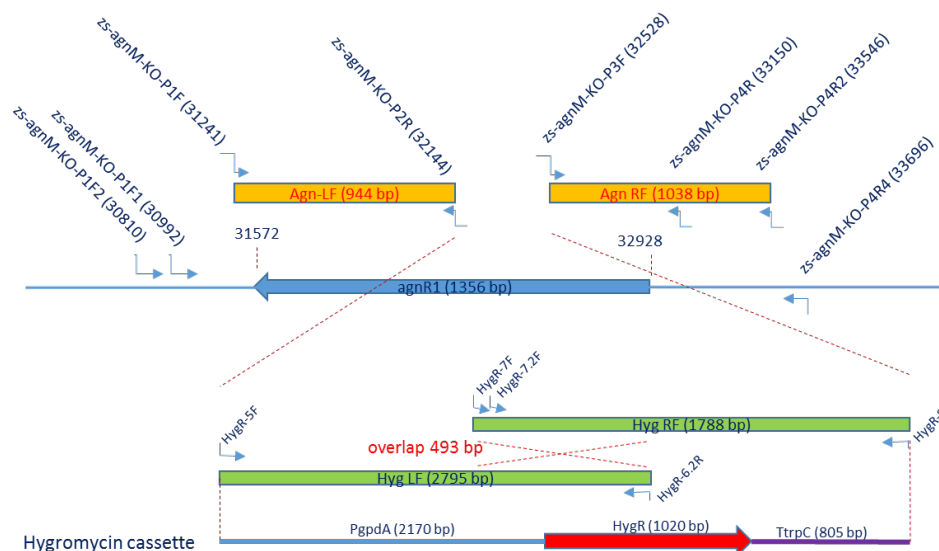 zs-agnM-KO-P1F2 (30810)
zs-agnM-KO-P1F1 (30992)
zs-agnM-KO-P1F (31241)
zs-agnM-KO-P2R (32144)
zs-agnM-KO-P3F (32528)
zs-agnM-KO-P4R (33150)
zs-agnM-KO-P4R2 (33546)
zs-agnM-KO-P4R4 (33696)
Agn-LF (944 bp)
Agn RF (1038 bp)
31572
32928
agnR1 (1356 bp)
HygR-5F
HygR-7F
HygR-7.2F
Hyg RF (1788 bp)
overlap 493 bp
Hyg LF (2795 bp)
HygR-6.2R
PgpdA (2170 bp)
HygR (1020 bp)
TtrpC (805 bp)
Hygromycin cassette